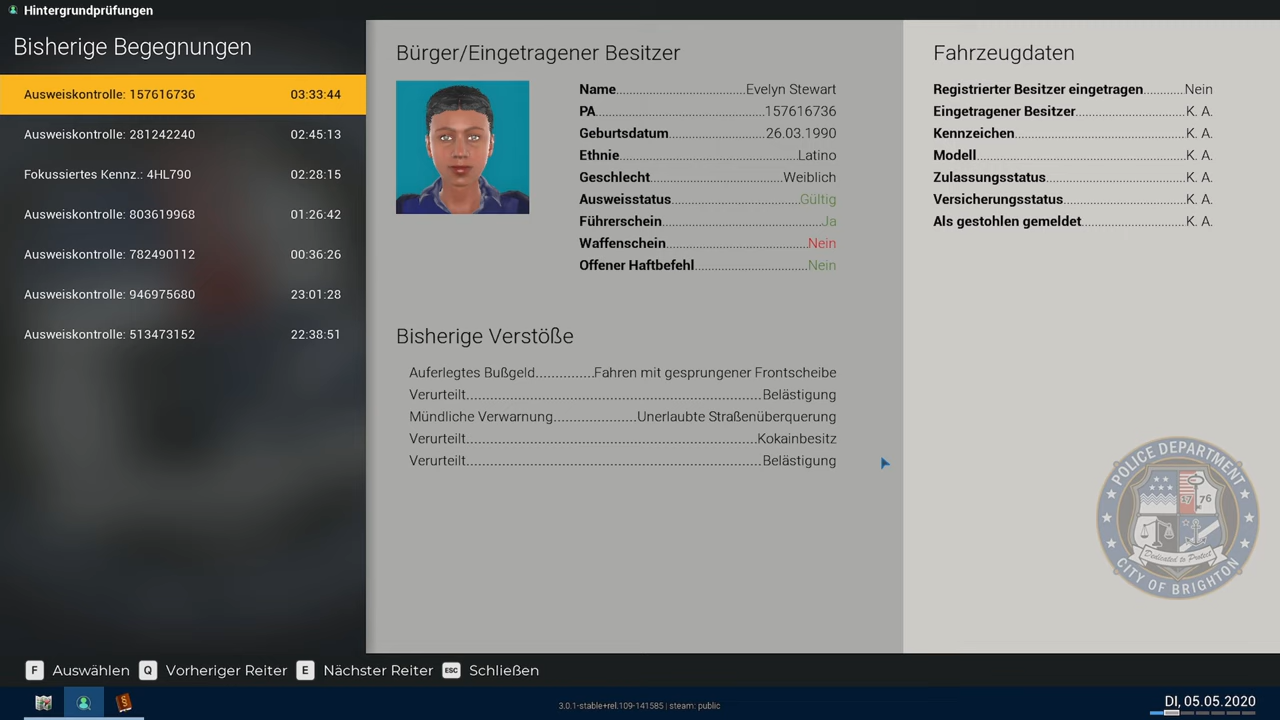 Hintergrundprüfungen
Bisherige Begegnungen
Ausweiskontrolle: 157616736 03:33:44
Ausweiskontrolle: 281242240 02:45:13
Fokussiertes Kennz.: 4HL790 02:28:15
Ausweiskontrolle: 803619968 01:26:42
Ausweiskontrolle: 782490112 00:36:26
Ausweiskontrolle: 946975680 23:01:28
Ausweiskontrolle: 513473152 22:38:51
Bürger/Eingetragener Besitzer
Name Evelyn Stewart
PA 157616736
Geburtsdatum 26.03.1990
Ethnie Latino
Geschlecht Weiblich
Ausweisstatus Gültig
Führerschein Ja
Waffenschein Nein
Offener Haftbefehl Nein
Bisherige Verstöße
Auferlegtes Bußgeld Fahren mit gesprungener Frontscheibe
Verurteilt Belästigung
Mündliche Verwarnung Unerlaubte Straßenüberquerung
Verurteilt Kokainbesitz
Verurteilt Belästigung
Fahrzeugdaten
Registrierter Besitzer eingetragen Nein
Eingetragener Besitzer K. A.
Kennzeichen K. A.
Modell K. A.
Zulassungsstatus K. A.
Versicherungsstatus K. A.
Als gestohlen gemeldet K. A.
POLICE DEPARTMENT
17 76
Dedicated to Protect
CITY OF BRIGHTON
F Auswählen Q Vorheriger Reiter E Nächster Reiter ESC Schließen
3.0.1-stable+rel.109-141585 | steam: public
DI, 05.05.2020